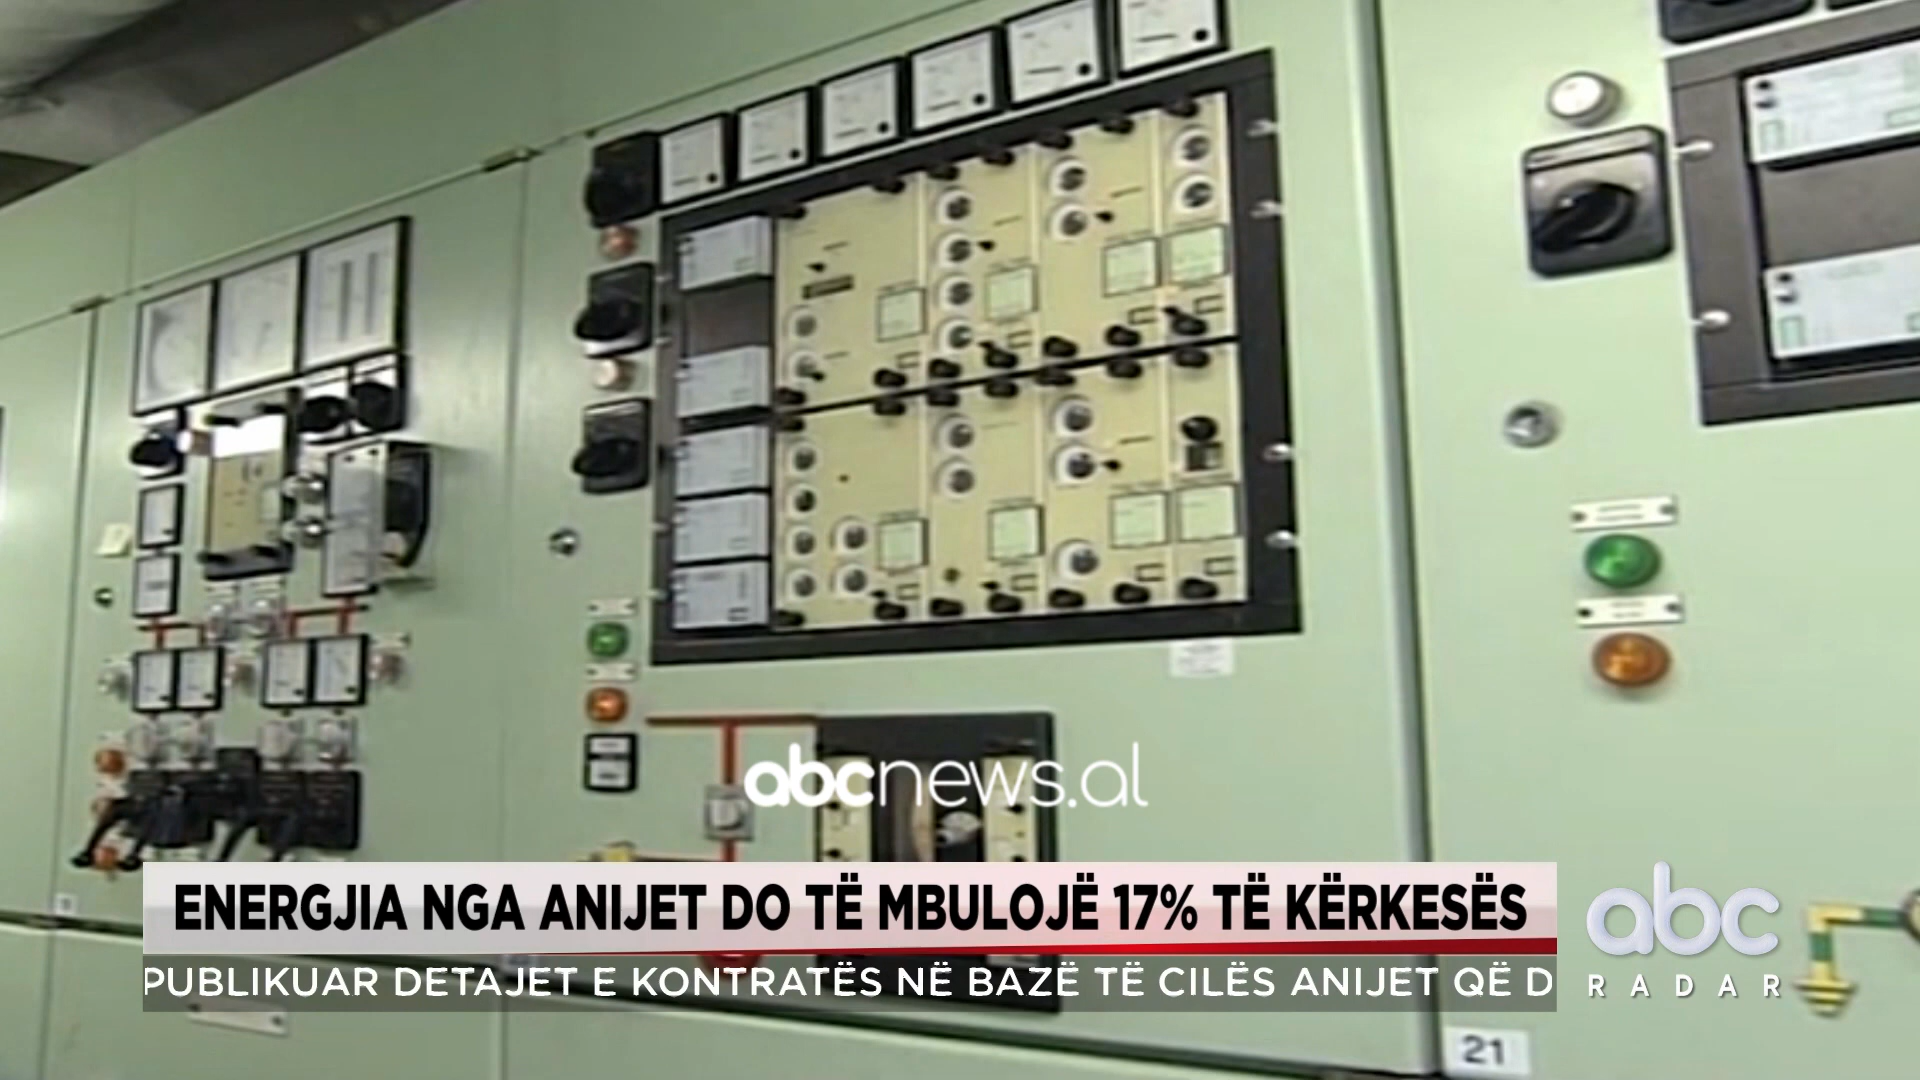 abcnews.al
ENERGJIA NGA ANIJET DO TË MBULOJË 17% TË KËRKESËS
PUBLIKUAR DETAJET E KONTRATËS NË BAZË TË CILËS ANIJET QË D
abc
RADAR
21